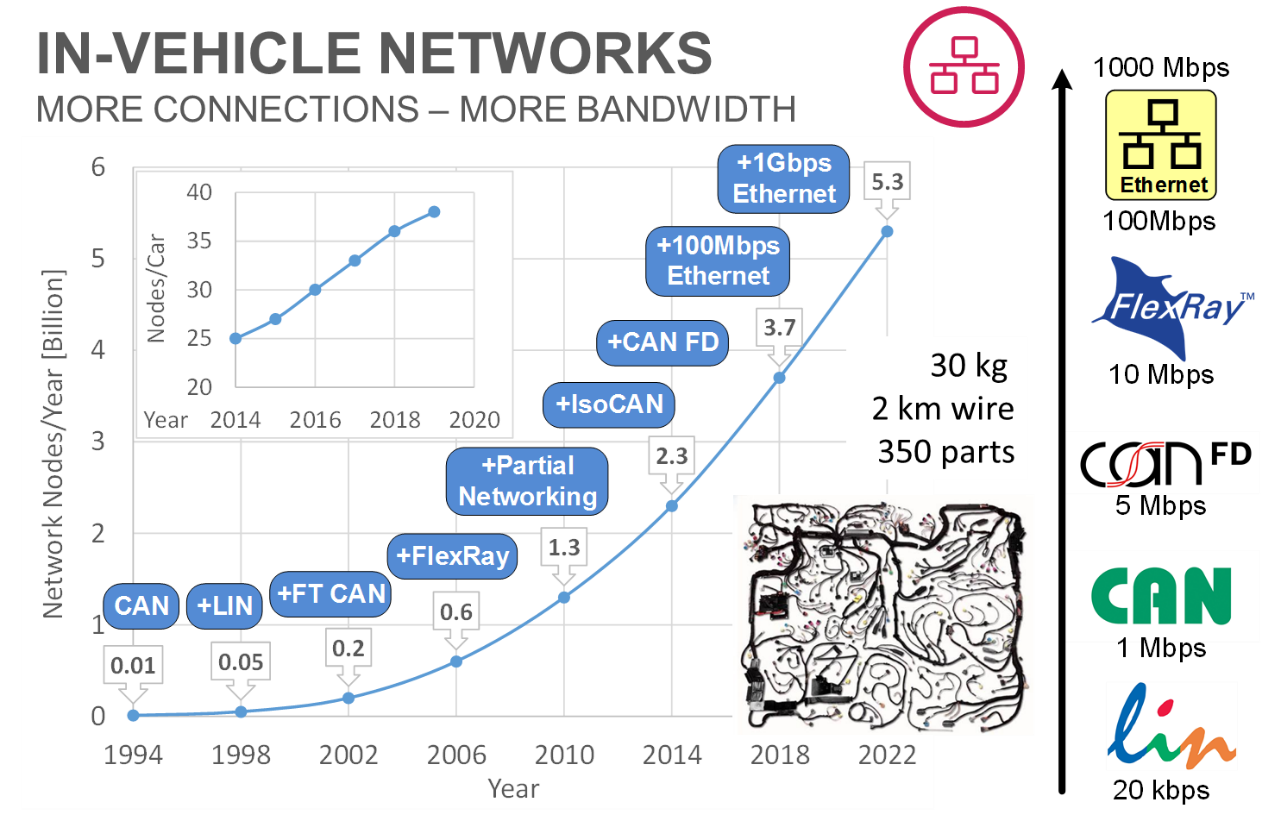 IN-VEHICLE NETWORKS
MORE CONNECTIONS – MORE BANDWIDTH
Network Nodes/Year [Billion]
6
5
4
3
2
1
0
1994
1998
2002
2006
2010
2014
2018
2022
Year
Nodes/Car
40
35
30
25
20
Year
2014
2016
2018
2020
CAN
0.01
+LIN
0.05
+FT CAN
0.2
+FlexRay
0.6
+Partial
Networking
1.3
+IsoCAN
2.3
+CAN FD
3.7
+100Mbps
Ethernet
+1Gbps
Ethernet
5.3
30 kg
2 km wire
350 parts
1000 Mbps
Ethernet
100Mbps
FlexRay™
10 Mbps
CAN FD
5 Mbps
CAN
1 Mbps
lin
20 kbps